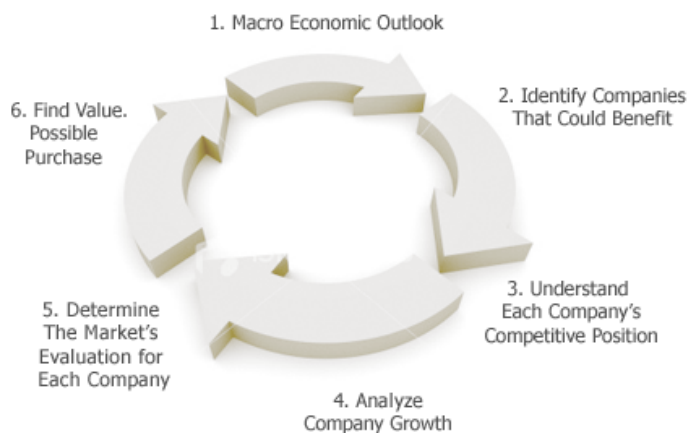 1. Macro Economic Outlook
2. Identify Companies
That Could Benefit
3. Understand
Each Company's
Competitive Position
4. Analyze
Company Growth
5. Determine
The Market's
Evaluation for
Each Company
6. Find Value.
Possible
Purchase